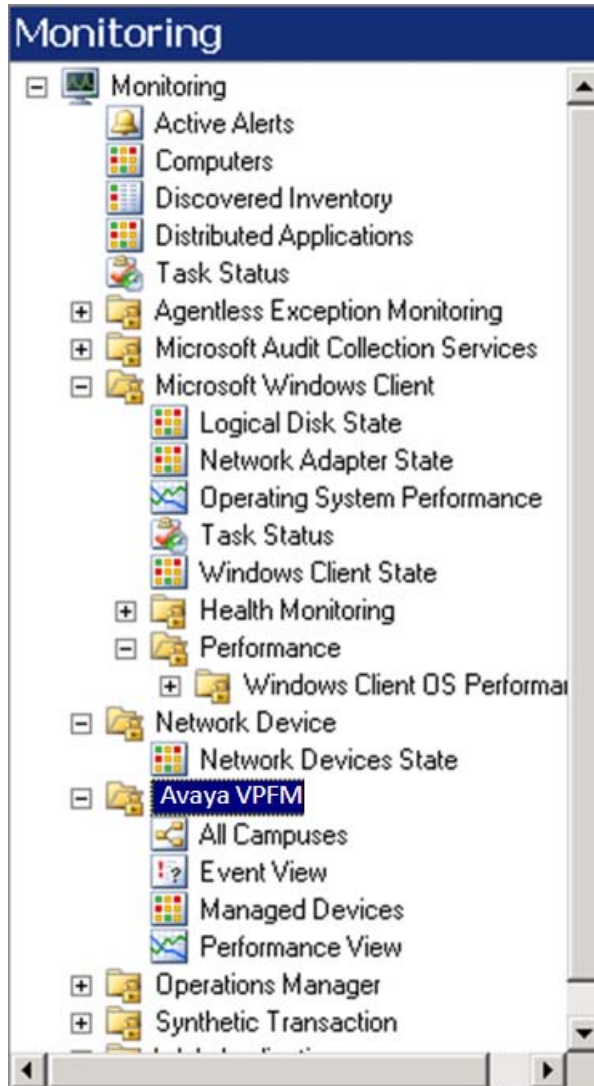 Monitoring
Monitoring
Active Alerts
Computers
Discovered Inventory
Distributed Applications
Task Status
Agentless Exception Monitoring
Microsoft Audit Collection Services
Microsoft Windows Client
Logical Disk State
Network Adapter State
Operating System Performance
Task Status
Windows Client State
Health Monitoring
Performance
Windows Client OS Performa
Network Device
Network Devices State
Avaya VPFM
All Campuses
Event View
Managed Devices
Performance View
Operations Manager
Synthetic Transaction